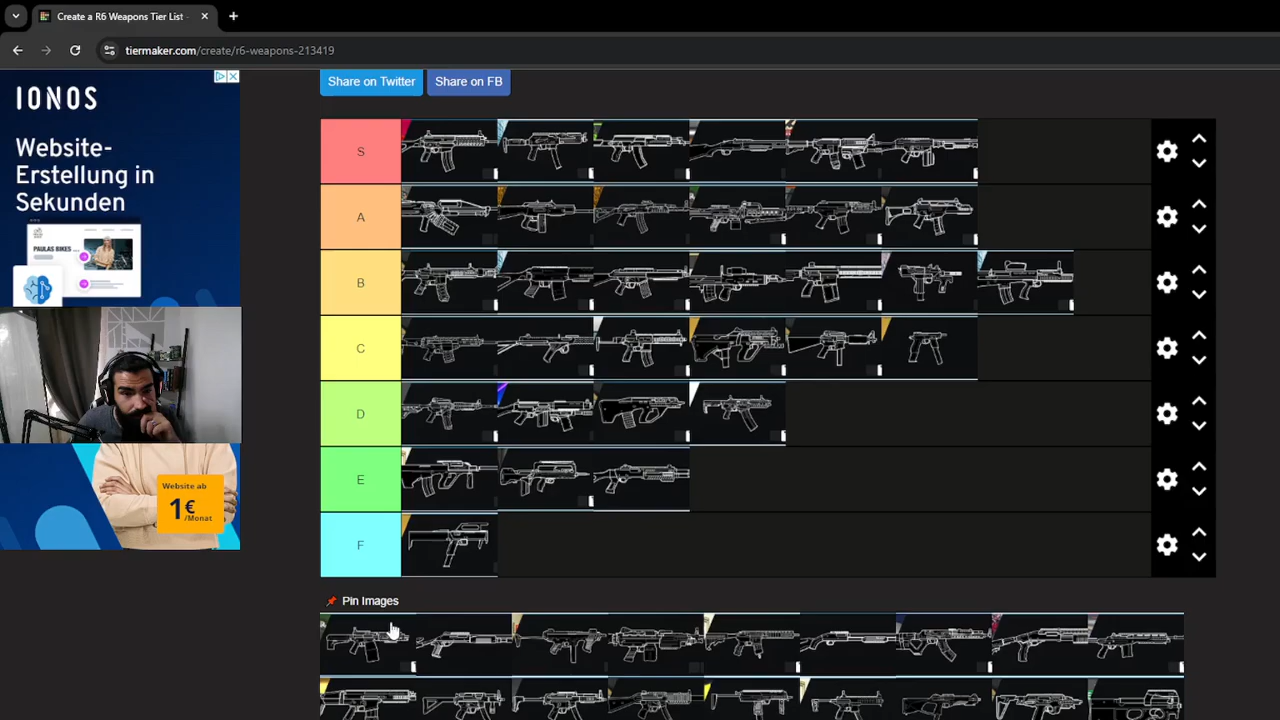 Create a R6 Weapons Tier List -
tiermaker.com/create/r6-weapons-213419
IONOS
Website-
Erstellung in
Sekunden
PAULAS BIKES ...
Website ab
1€
/Monat
Share on Twitter
Share on FB
S
A
B
C
D
E
F
Pin Images